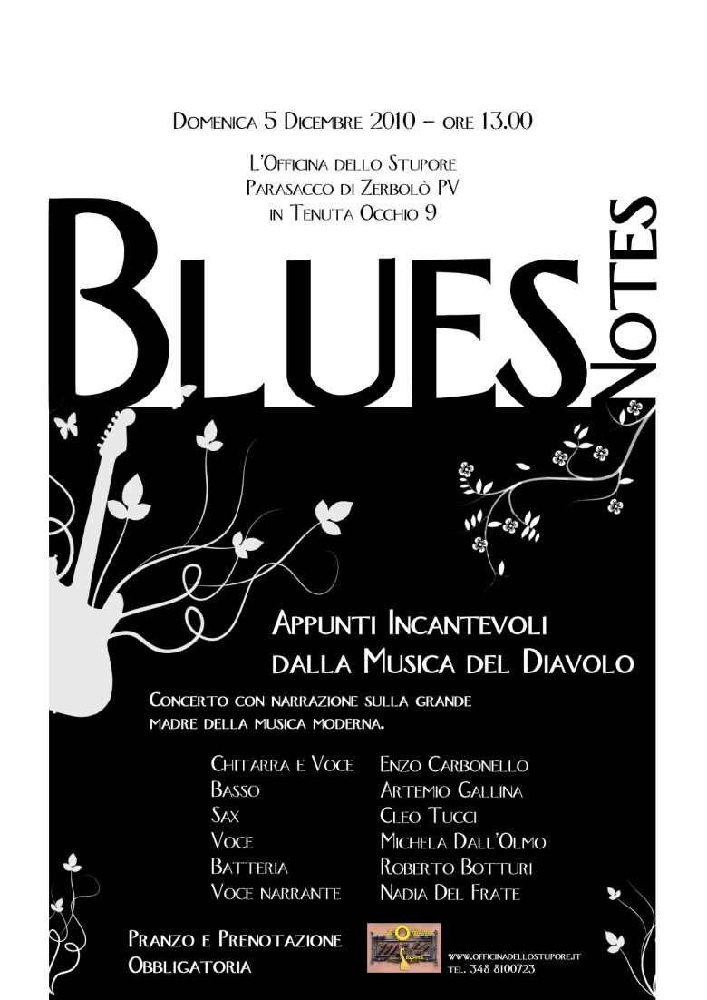 Domenica 5 Dicembre 2010 – ore 13.00
L'Officina dello Stupore
Parasacco di Zerbolò PV
in Tenuta Occhio 9
Blues
Notes
Appunti Incantevoli
dalla Musica del Diavolo
Concerto con narrazione sulla grande
madre della musica moderna.
Chitarra e Voce Enzo Carbonello
Basso Artemio Gallina
Sax Cleo Tucci
Voce Michela Dall'Olmo
Batteria Roberto Botturi
Voce narrante Nadia Del Frate
Pranzo e Prenotazione
Obbligatoria
www.officinadellostupore.it
tel. 348 8100723